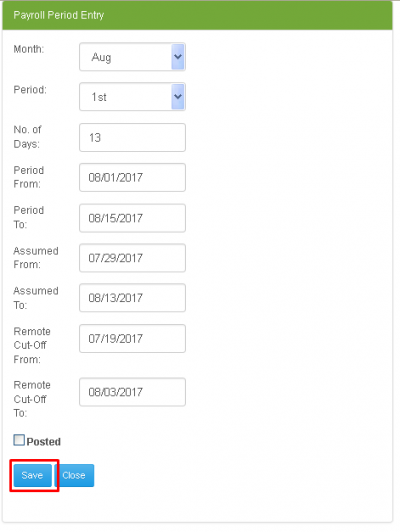 Payroll Period Entry
Month: Aug
Period: 1st
No. of
Days: 13
Period
From: 08/01/2017
Period
To: 08/15/2017
Assumed
From: 07/29/2017
Assumed
To: 08/13/2017
Remote
Cut-Off
From: 07/19/2017
Remote
Cut-Off
To: 08/03/2017
Posted
Save Close